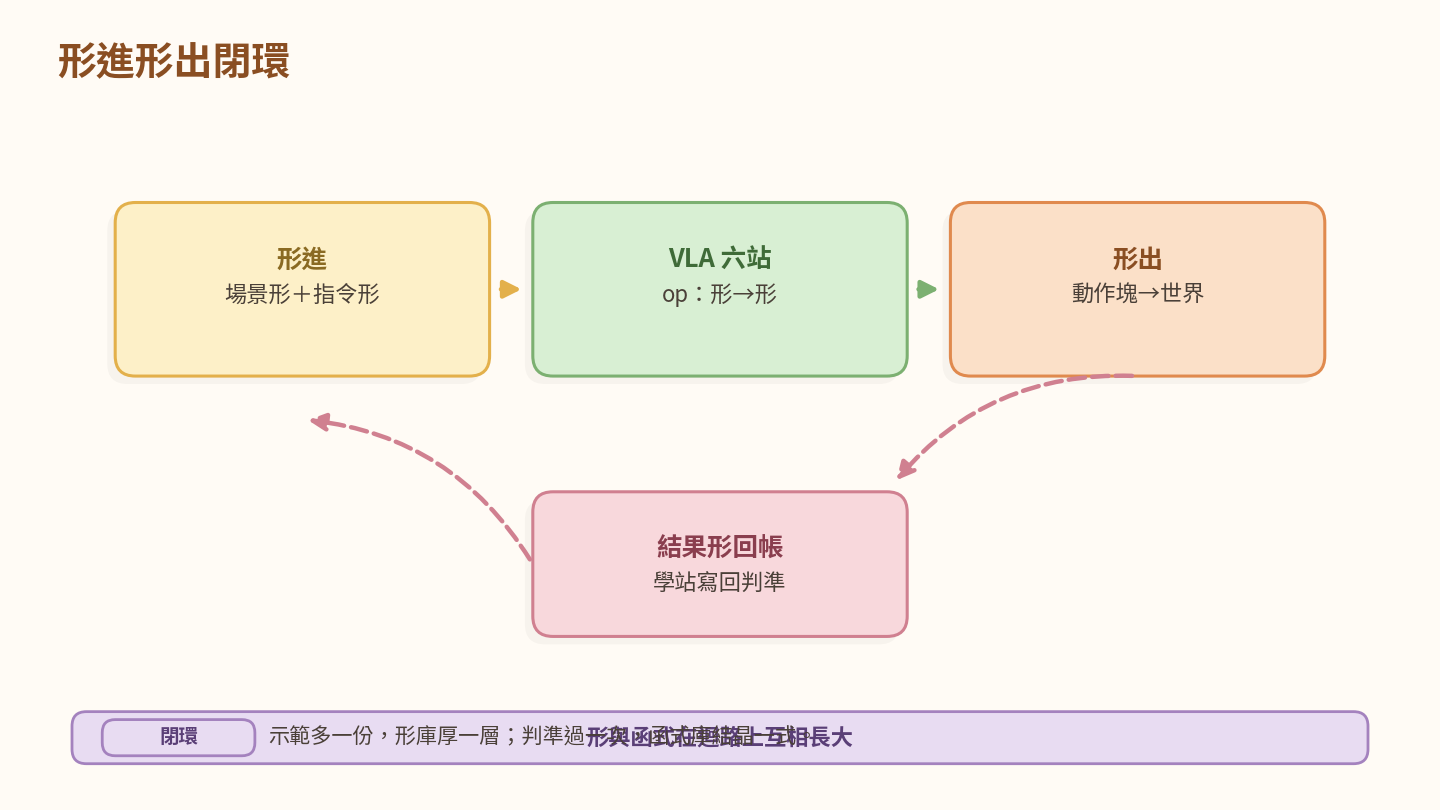 形進形出閉環
形進
場景形＋指令形
VLA 六站
op：形→形
形出
動作塊→世界
結果形回帳
學站寫回判準
閉環
示範多一份，形庫厚一層；判準過一
形與函式在迴路上互相長大